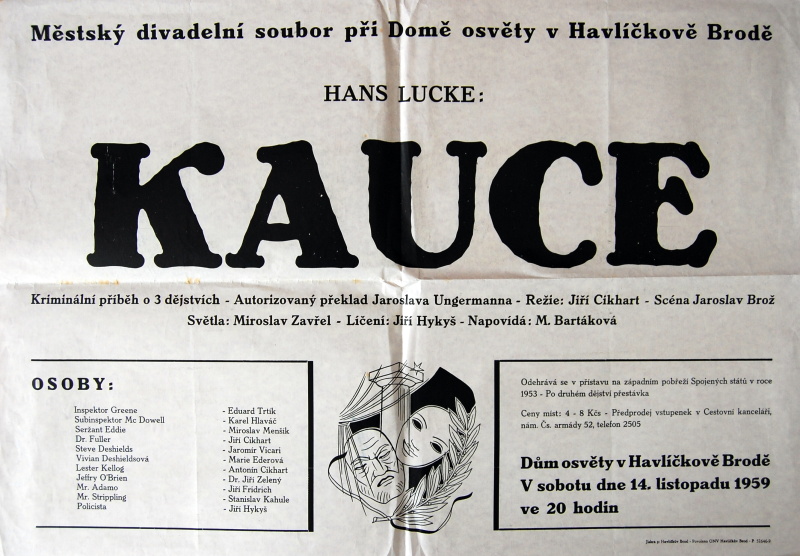 Městský divadelní soubor při Domě osvěty v Havlíčkově Brodě
HANS LUCKE:
KAUCE
Kriminální příběh o 3 dějstvích - Autorizovaný překlad Jaroslava Ungermanna - Režie: Jiří Cikhart - Scéna Jaroslav Brož
Světla: Miroslav Zavřel - Líčení: Jiří Hykyš - Napovídá: M. Bartáková
OSOBY:
Inspektor Greene - Eduard Trtík
Subinspektor Mc Dowell - Karel Hlaváč
Seržant Eddie - Miroslav Menšík
Dr. Fuller - Jiří Cikhart
Steve Deshields - Jaromír Vicari
Vivian Deshieldsová - Marie Ederová
Lester Kellog - Antonín Cikhart
Jeffry O'Brien - Dr. Jiří Zelený
Mr. Adamo - Jiří Fridrich
Mr. Strippling - Stanislav Kahule
Policista - Jiří Hykyš
Odehrává se v přístavu na západním pobřeží Spojených států v roce
1953 - Po druhém dějství přestávka
Ceny míst: 4 - 8 Kčs - Předprodej vstupenek v Cestovní kanceláři,
nám. Čs. armády 52, telefon 2505
Dům osvěty v Havlíčkově Brodě
V sobotu dne 14. listopadu 1959
ve 20 hodin